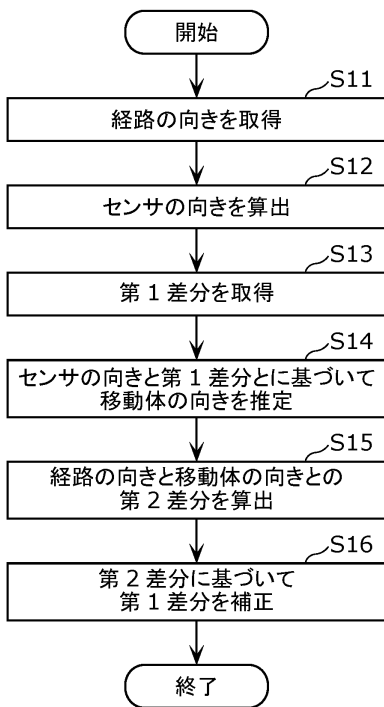 開始
S11
経路の向きを取得
S12
センサの向きを算出
S13
第1差分を取得
S14
センサの向きと第1差分とに基づいて
移動体の向きを推定
S15
経路の向きと移動体の向きとの
第2差分を算出
S16
第2差分に基づいて
第1差分を補正
終了